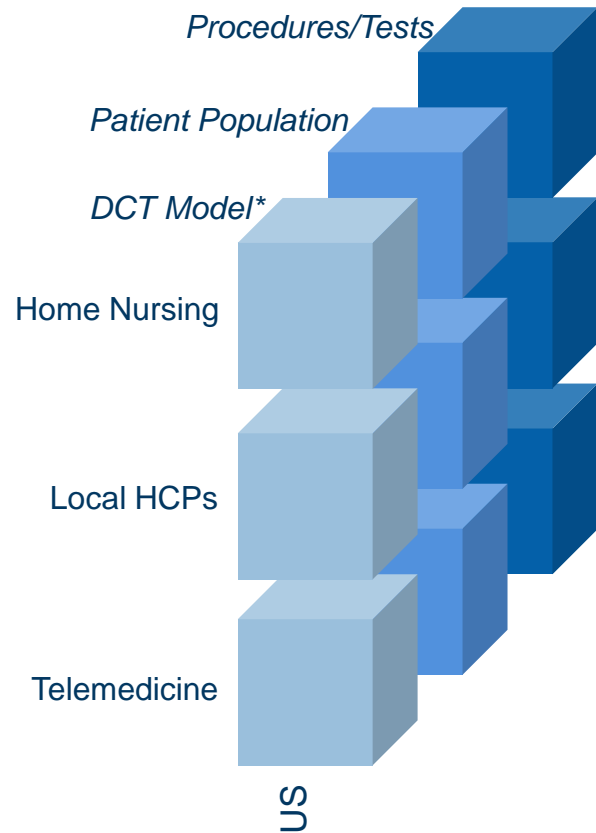 Procedures/Tests
Patient Population
DCT Model*
Home Nursing
Local HCPs
Telemedicine
US